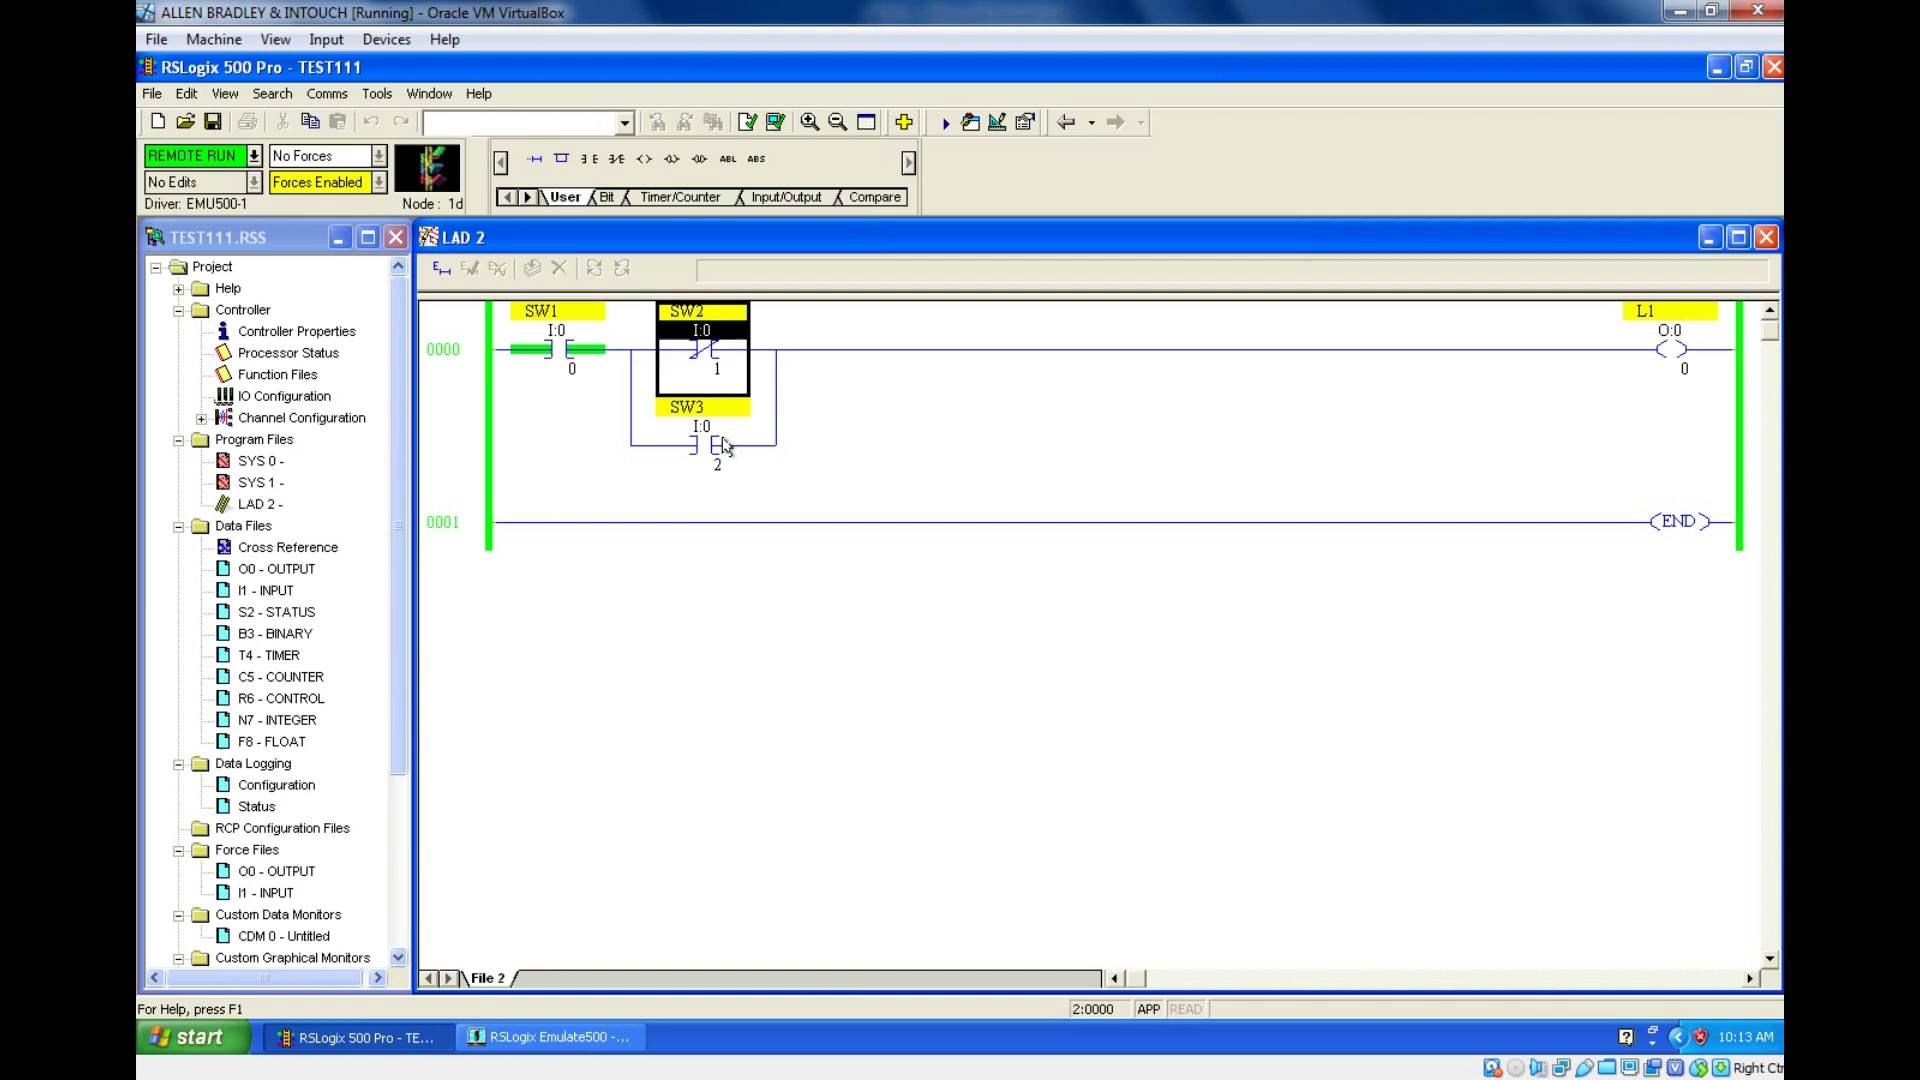 ALLEN BRADLEY & INTOUCH [Running] - Oracle VM VirtualBox
File Machine View Input Devices Help
RSLogix 500 Pro - TEST111
File Edit View Search Comms Tools Window Help
REMOTE RUN No Forces
No Edits Forces Enabled
Driver: EMU500-1 Node : 1d
ABL ABS
User Bit Timer/Counter Input/Output Compare
TEST111.RSS
Project
Help
Controller
Controller Properties
Processor Status
Function Files
IO Configuration
Channel Configuration
Program Files
SYS 0 -
SYS 1 -
LAD 2 -
Data Files
Cross Reference
O0 - OUTPUT
I1 - INPUT
S2 - STATUS
B3 - BINARY
T4 - TIMER
C5 - COUNTER
R6 - CONTROL
N7 - INTEGER
F8 - FLOAT
Data Logging
Configuration
Status
RCP Configuration Files
Force Files
O0 - OUTPUT
I1 - INPUT
Custom Data Monitors
CDM 0 - Untitled
Custom Graphical Monitors
LAD 2
SW1 SW2 L1
I:0 I:0 O:0
0000
0 1 0
SW3
I:0
2
0001 END
File 2
For Help, press F1
2:0000 APP READ
start RSLogix 500 Pro - TE... RSLogix Emulate500 -... 10:13 AM
Right Ctr